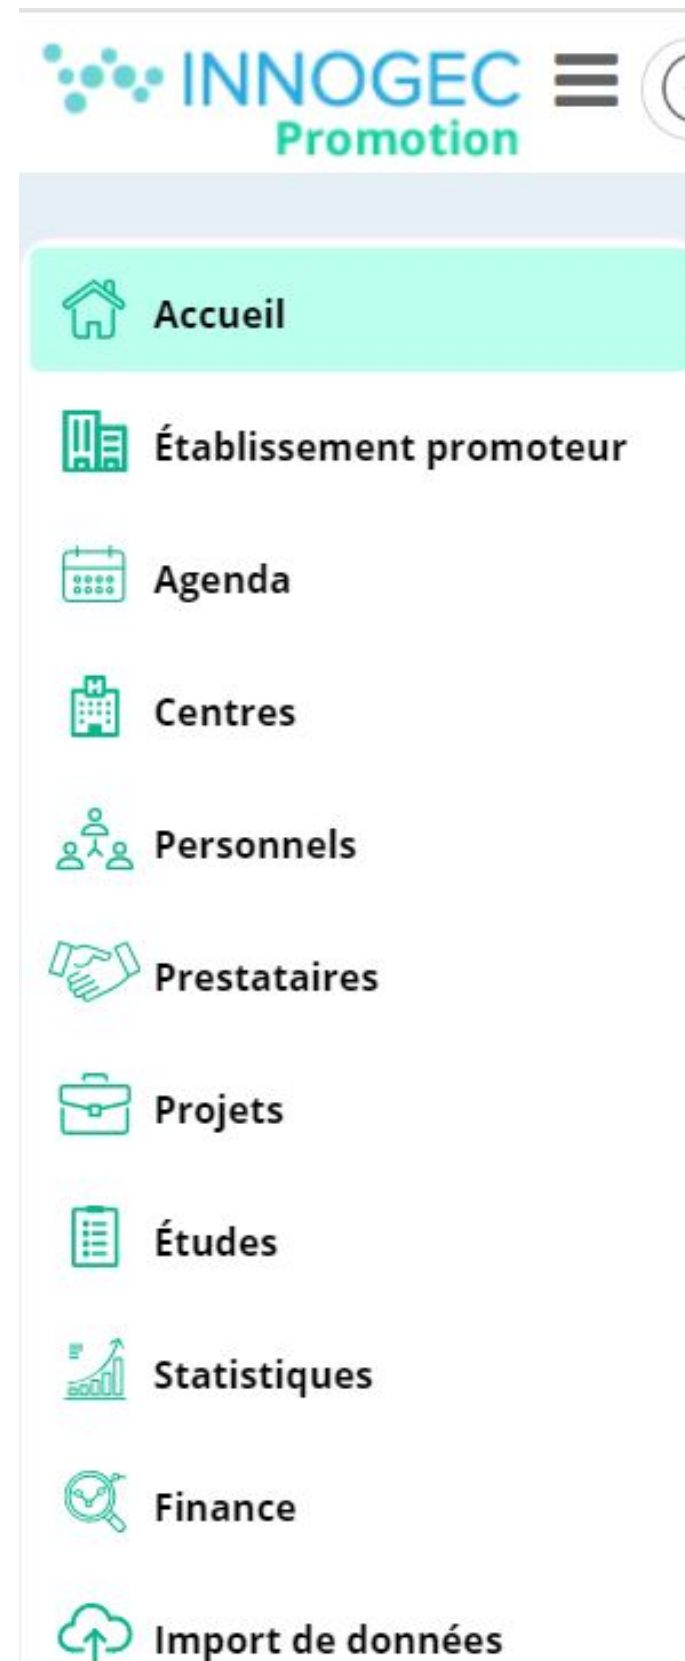 INNOGEC
Promotion
Accueil
Établissement promoteur
Agenda
Centres
Personnels
Prestataires
Projets
Études
Statistiques
Finance
Import de données